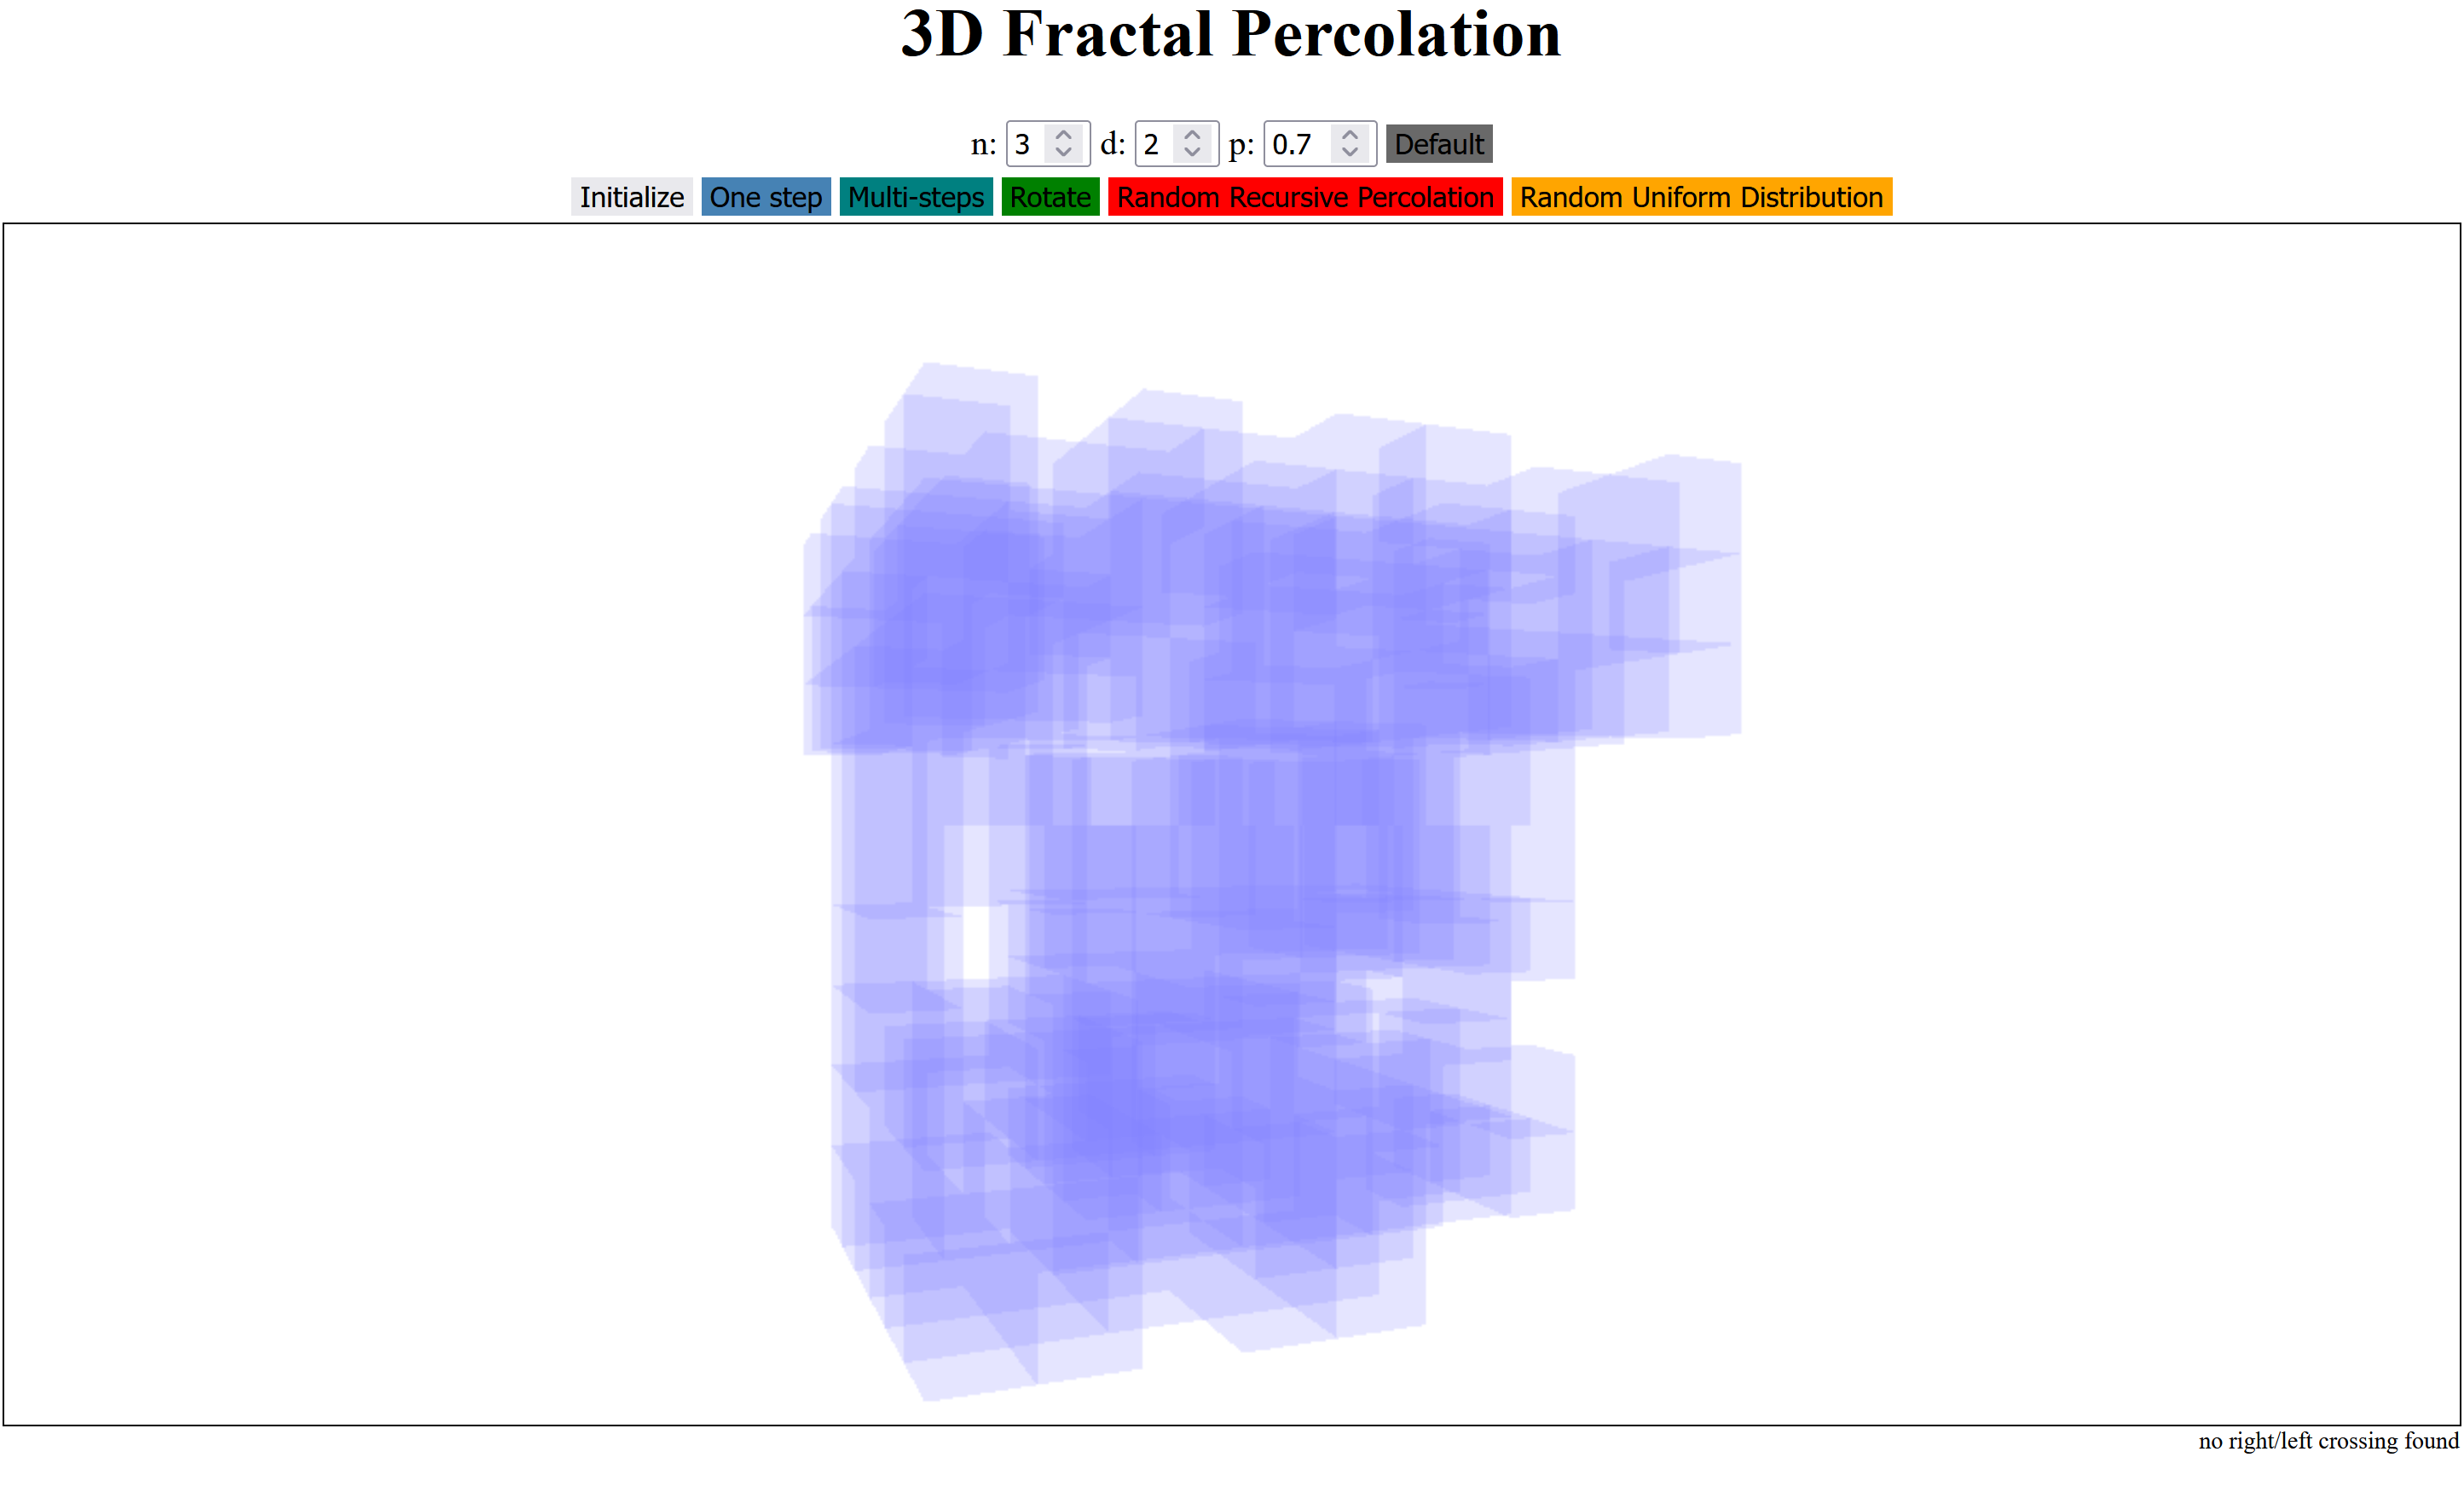 3D Fractal Percolation
n: 3 d: 2 p: 0.7 Default
Initialize One step Multi-steps Rotate Random Recursive Percolation Random Uniform Distribution
no right/left crossing found